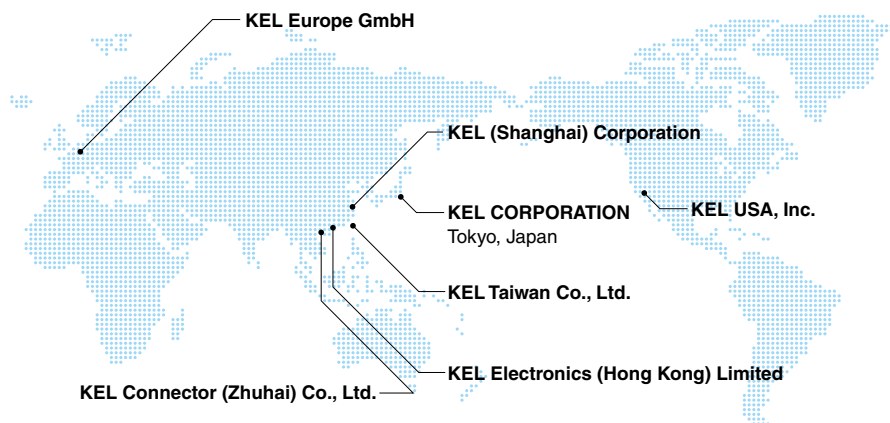 KEL Europe GmbH
KEL (Shanghai) Corporation
KEL CORPORATION
Tokyo, Japan
KEL USA, Inc.
KEL Taiwan Co., Ltd.
KEL Electronics (Hong Kong) Limited
KEL Connector (Zhuhai) Co., Ltd.